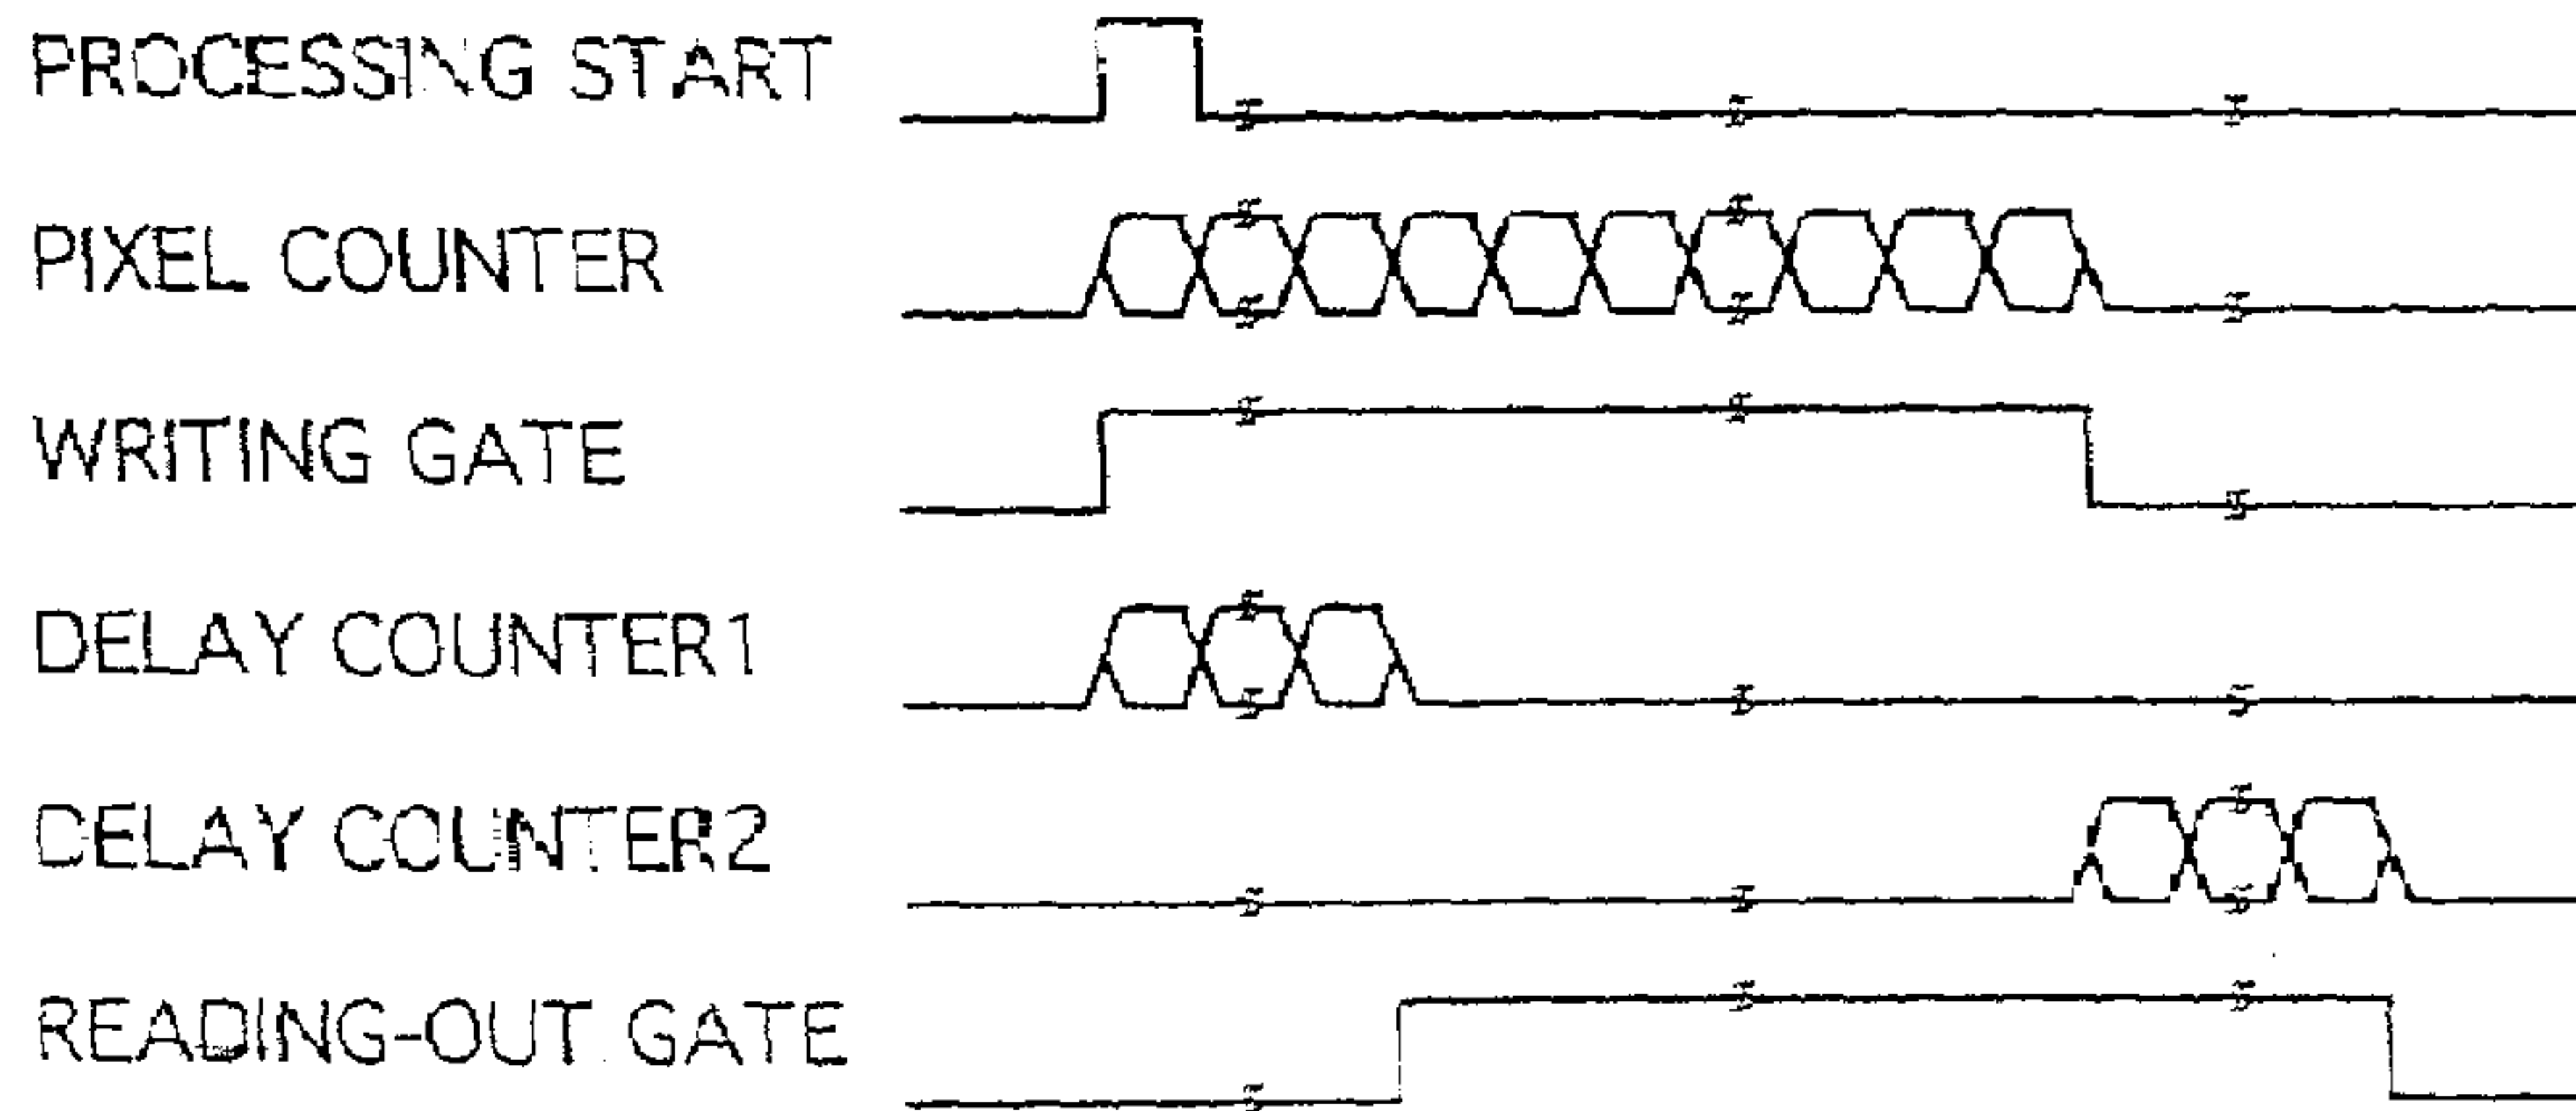 PROCESSING START
PIXEL COUNTER
WRITING GATE
DELAY COUNTER1
DELAY COUNTER2
READING-OUT GATE